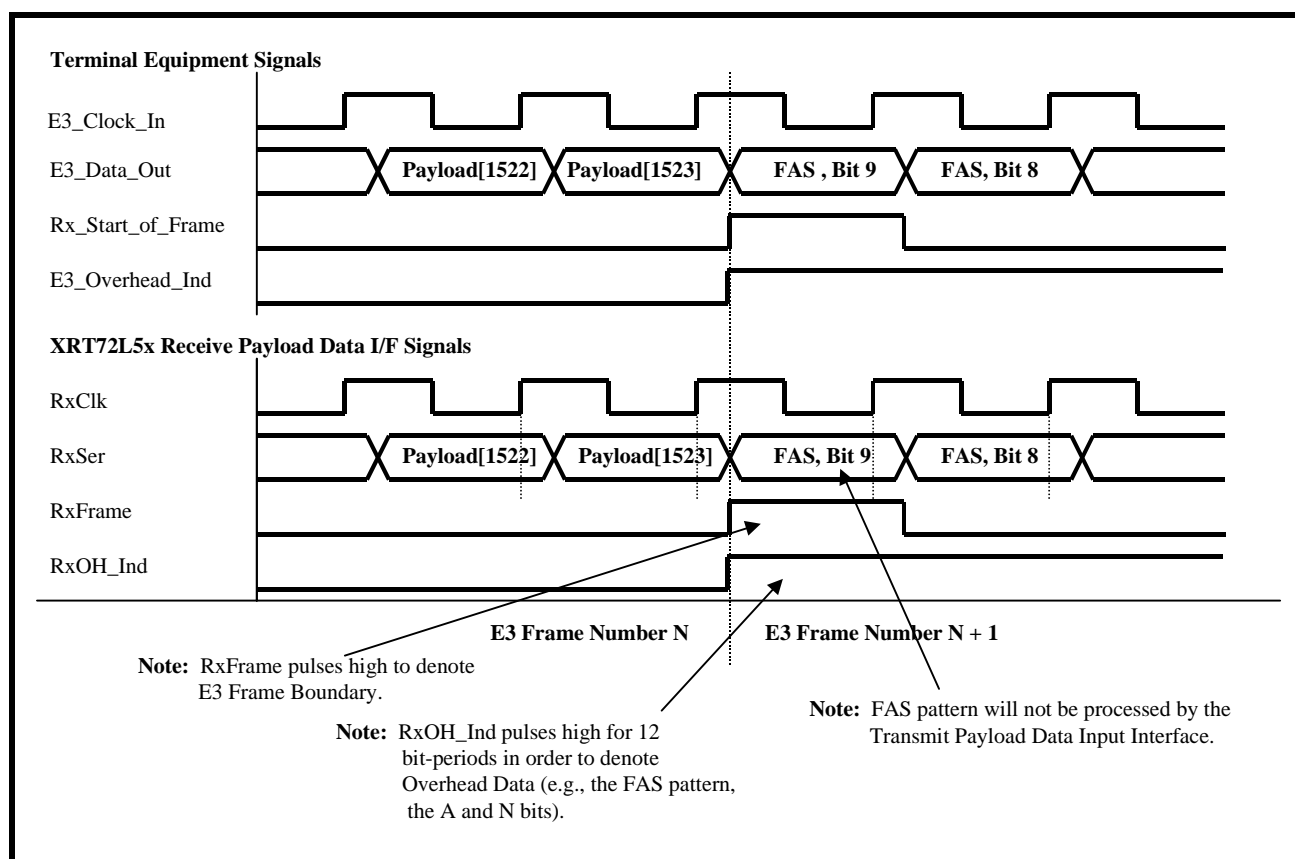 Terminal Equipment Signals
E3_Clock_In
E3_Data_Out
Payload[1522] Payload[1523] FAS , Bit 9 FAS, Bit 8
Rx_Start_of_Frame
E3_Overhead_Ind
XRT72L5x Receive Payload Data I/F Signals
RxClk
RxSer
Payload[1522] Payload[1523] FAS, Bit 9 FAS, Bit 8
RxFrame
RxOH_Ind
E3 Frame Number N E3 Frame Number N + 1
Note: RxFrame pulses high to denote
E3 Frame Boundary.
Note: RxOH_Ind pulses high for 12
bit-periods in order to denote
Overhead Data (e.g., the FAS pattern,
the A and N bits).
Note: FAS pattern will not be processed by the
Transmit Payload Data Input Interface.